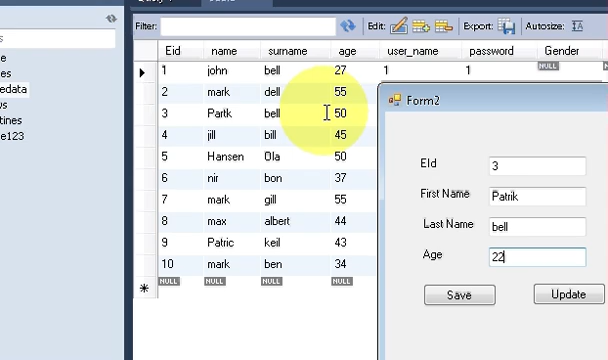 Filter:
Edit:
Export:
Autosize:
s
e
es
edata
vs
tines
e123
Eid name surname age user_name password Gender
1 john bell 27 1 1 NULL
2 mark dell 55
3 Partk bell 50
4 jill bill 45
5 Hansen Ola 50
6 nir bon 37
7 mark gill 55
8 max albert 44
9 Patric keil 43
10 mark ben 34
NULL NULL NULL NULL
Form2
EId 3
First Name Patrik
Last Name bell
Age 22
Save Update